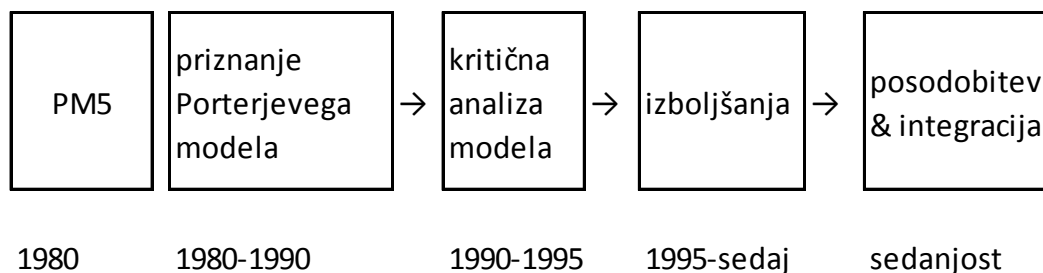 PM5
priznanje
Porterjevega
modela
→
kritična
analiza
modela
→
izboljšanja
→
posodobitev
& integracija
1980
1980-1990
1990-1995
1995-sedaj
sedanjost